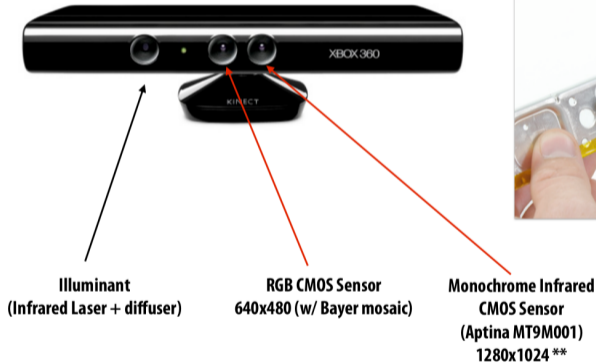 XBOX 360
KINECT
Illuminant
(Infrared Laser + diffuser)
RGB CMOS Sensor
640x480 (w/ Bayer mosaic)
Monochrome Infrared
CMOS Sensor
(Aptina MT9M001)
1280x1024 **